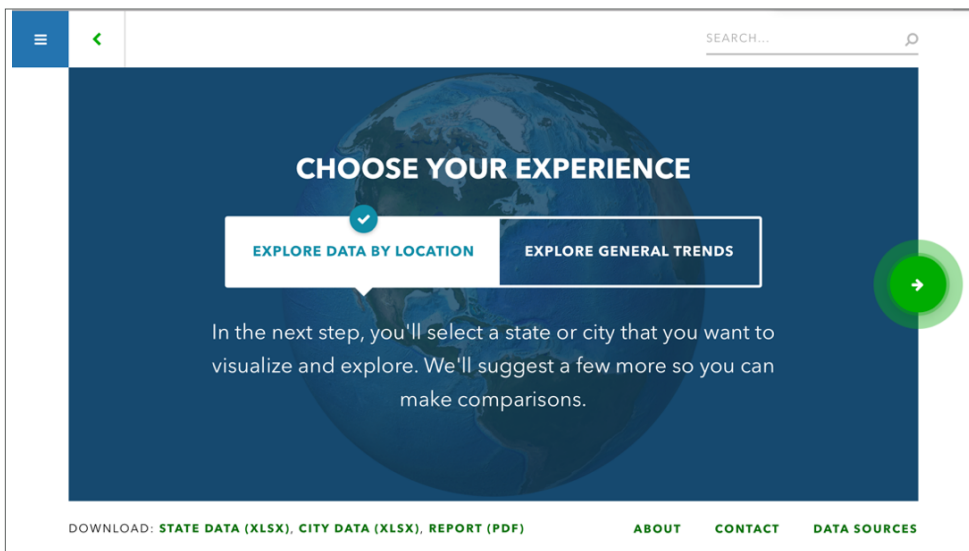 SEARCH...
CHOOSE YOUR EXPERIENCE
EXPLORE DATA BY LOCATION
EXPLORE GENERAL TRENDS
In the next step, you'll select a state or city that you want to
visualize and explore. We'll suggest a few more so you can
make comparisons.
DOWNLOAD: STATE DATA (XLSX), CITY DATA (XLSX), REPORT (PDF)
ABOUT
CONTACT
DATA SOURCES